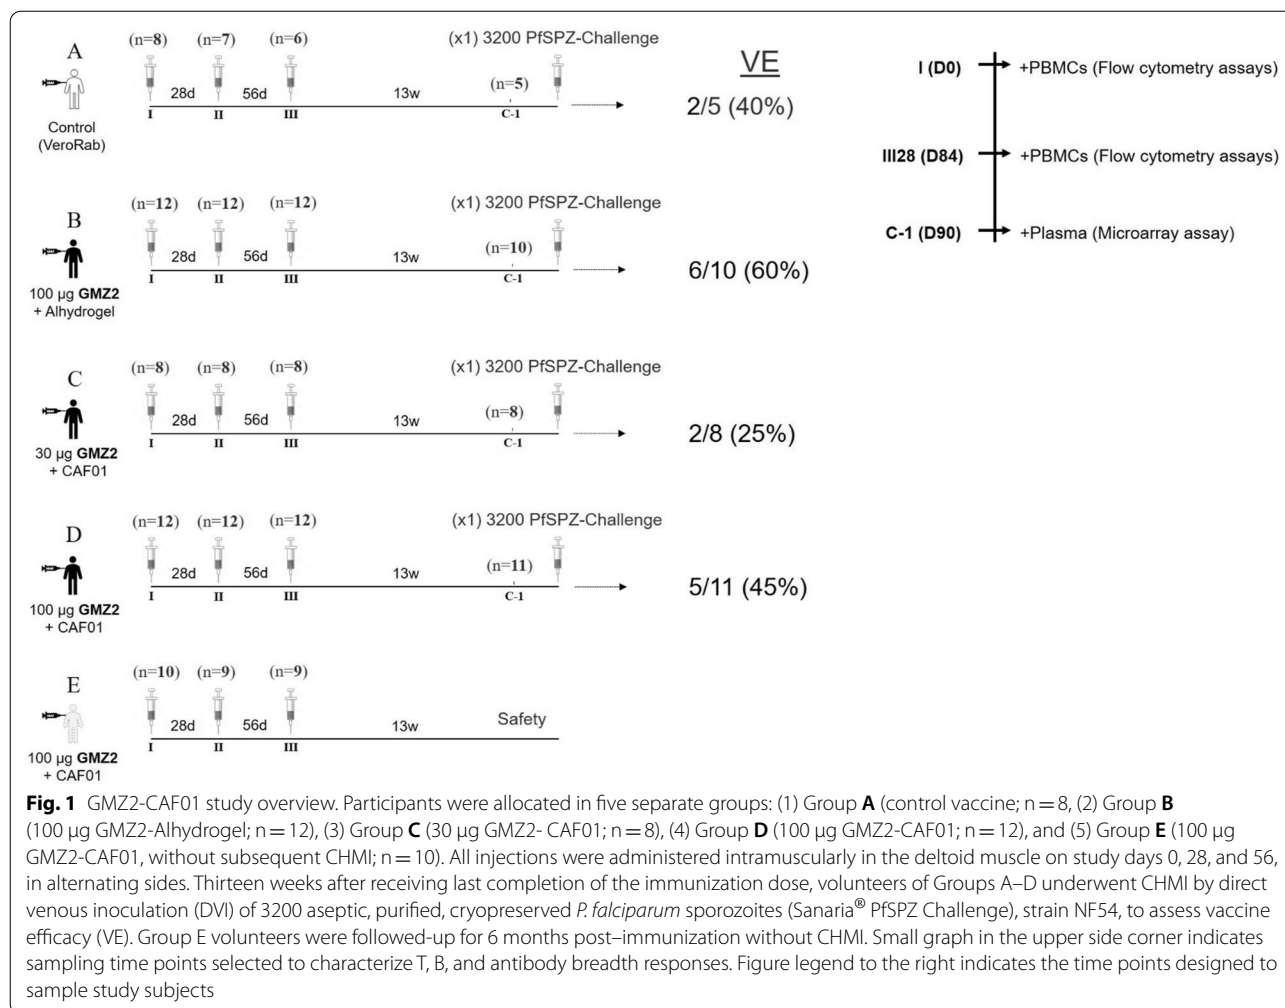 A
Control
(VeroRab)
(n=8) (n=7) (n=6) (x1) 3200 PfSPZ-Challenge
28d 56d 13w (n=5)
I II III C-1
VE
2/5 (40%)
B
100 µg GMZ2
+ Alhydrogel
(n=12) (n=12) (n=12) (x1) 3200 PfSPZ-Challenge
28d 56d 13w (n=10)
I II III C-1
6/10 (60%)
C
30 µg GMZ2
+ CAF01
(n=8) (n=8) (n=8) (x1) 3200 PfSPZ-Challenge
28d 56d 13w (n=8)
I II III C-1
2/8 (25%)
D
100 µg GMZ2
+ CAF01
(n=12) (n=12) (n=12) (x1) 3200 PfSPZ-Challenge
28d 56d 13w (n=11)
I II III C-1
5/11 (45%)
E
100 µg GMZ2
+ CAF01
(n=10) (n=9) (n=9)
28d 56d 13w Safety
I II III
I (D0) +PBMCs (Flow cytometry assays)
III28 (D84) +PBMCs (Flow cytometry assays)
C-1 (D90) +Plasma (Microarray assay)
Fig. 1 GMZ2-CAF01 study overview. Participants were allocated in five separate groups: (1) Group A (control vaccine; n = 8, (2) Group B
(100 µg GMZ2-Alhydrogel; n = 12), (3) Group C (30 µg GMZ2- CAF01; n = 8), (4) Group D (100 µg GMZ2-CAF01; n = 12), and (5) Group E (100 µg
GMZ2-CAF01, without subsequent CHMI; n = 10). All injections were administered intramuscularly in the deltoid muscle on study days 0, 28, and 56,
in alternating sides. Thirteen weeks after receiving last completion of the immunization dose, volunteers of Groups A–D underwent CHMI by direct
venous inoculation (DVI) of 3200 aseptic, purified, cryopreserved P. falciparum sporozoites (Sanaria® PfSPZ Challenge), strain NF54, to assess vaccine
efficacy (VE). Group E volunteers were followed-up for 6 months post–immunization without CHMI. Small graph in the upper side corner indicates
sampling time points selected to characterize T, B, and antibody breadth responses. Figure legend to the right indicates the time points designed to
sample study subjects